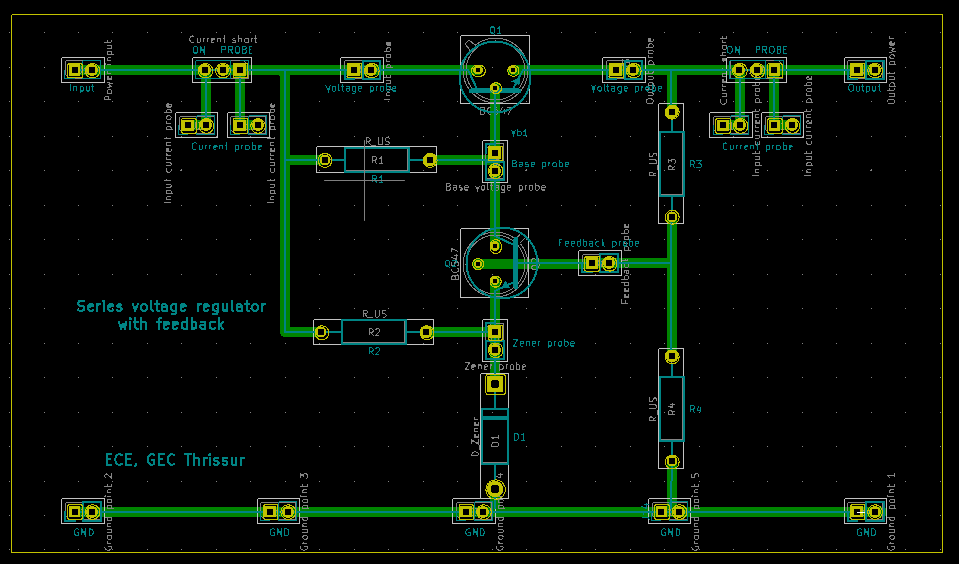 Q1
Current short
ON PROBE
Power input
Input
Input probe
Voltage probe
BC547
Output probe
Voltage probe
Current short
ON PROBE
Output power
Output
Input current probe
Current probe
Input current probe
Vb1
R_US
R1
R1
Base probe
Base voltage probe
R_US
R3
R3
Input current probe
Current probe
Input current probe
BC547
Feedback probe
Feedback probe
Series voltage regulator
with feedback
R_US
R2
R2
Zener probe
Zener probe
R_US
R4
R4
D_Zener
D1
D1
ECE, GEC Thrissur
Ground point 2
GND
Ground point 3
GND
Ground point 4
GND
Ground point 5
GND
Ground point 1
GND